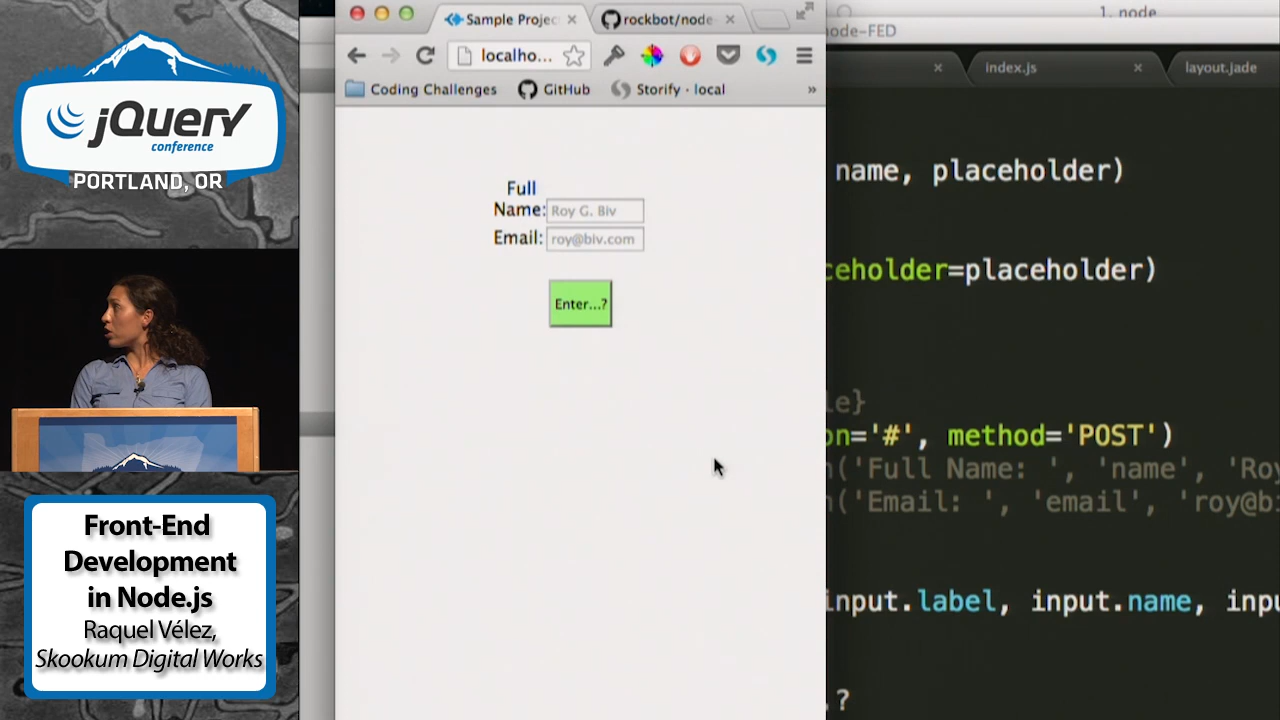 jQuery
conference
PORTLAND, OR
Front-End
Development
in Node.js
Raquel Vélez,
Skookum Digital Works
Sample Projec
rockbot/node-
localho...
Coding Challenges
GitHub
Storify · local
»
Full
Name:
Roy G. Biv
Email:
roy@biv.com
Enter...?
1. node
node-FED
index.js
layout.jade
name, placeholder)
ceholder=placeholder)
le}
on='#', method='POST')
n('Full Name: ', 'name', 'Roy
n('Email: ', 'email', 'roy@bi
input.label, input.name, inpu
.?